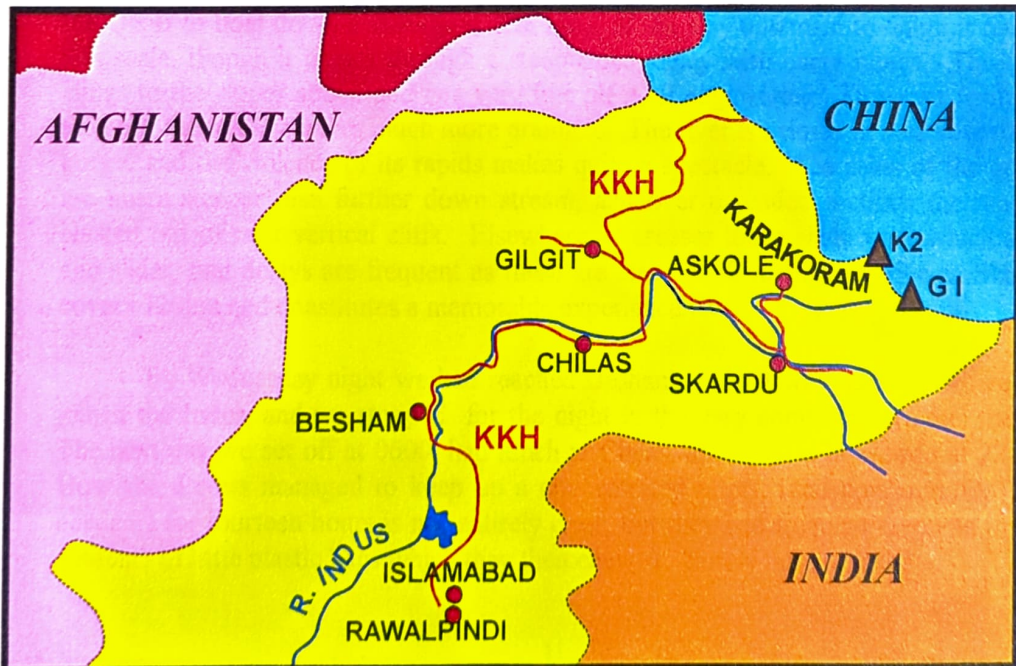 AFGHANISTAN
CHINA
KKH
KARAKORAM
K2
GILGIT
ASKOLE
G I
CHILAS
SKARDU
BESHAM
KKH
R. INDUS
ISLAMABAD
INDIA
RAWALPINDI